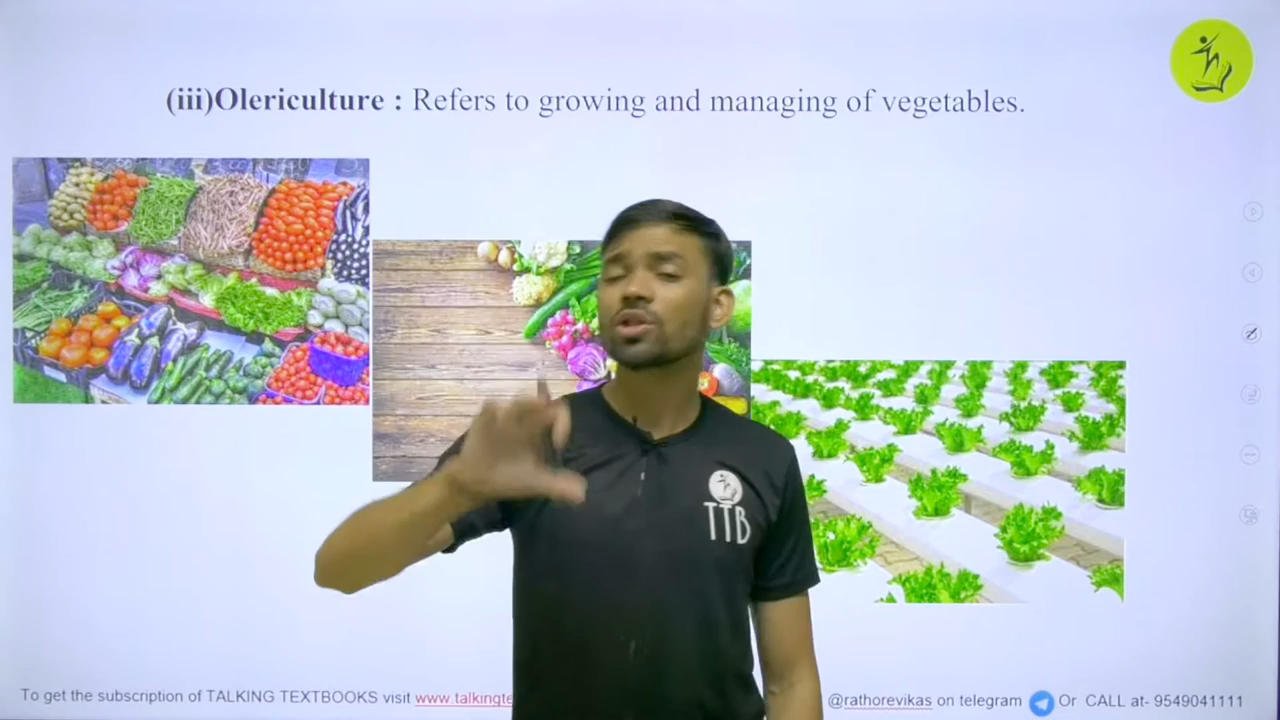 (iii)Olericulture : Refers to growing and managing of vegetables.
TTB
To get the subscription of TALKING TEXTBOOKS visit www.talkingte
@rathorevikas on telegram Or CALL at- 9549041111